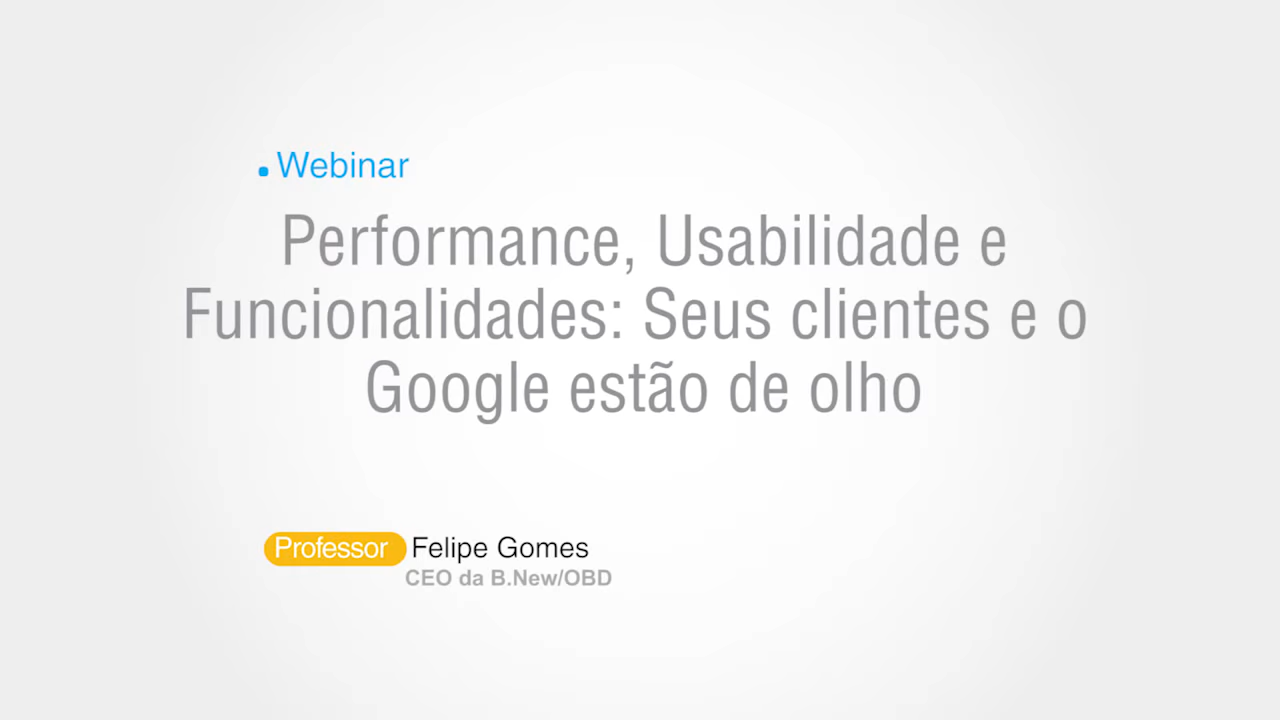 Webinar
Performance, Usabilidade e
Funcionalidades: Seus clientes e o
Google estão de olho
Professor Felipe Gomes
CEO da B.New/OBD